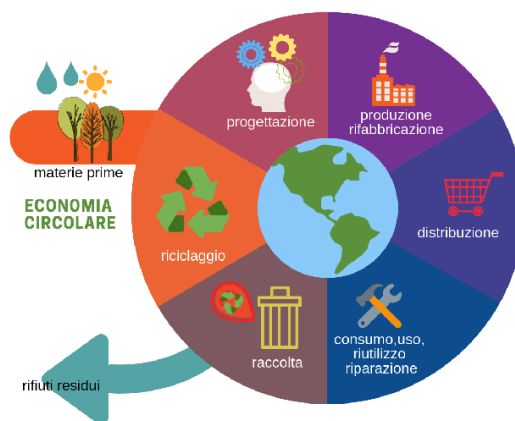 progettazione
produzione
rifabbricazione
materie prime
ECONOMIA
CIRCOLARE
riciclaggio
distribuzione
raccolta
consumo,uso,
riutilizzo
riparazione
rifiuti residui